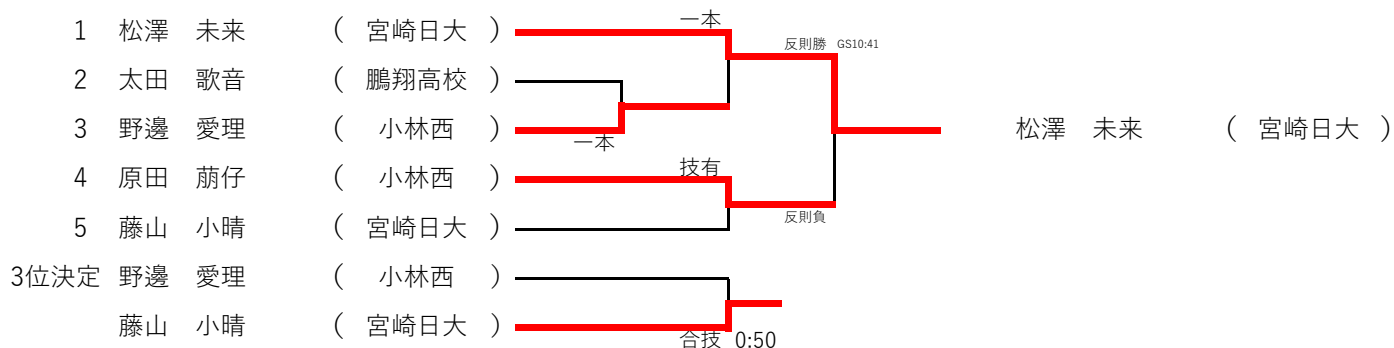 一本
1 松澤 未来 ( 宮崎日大 )
反則勝 GS10:41
2 太田 歌音 ( 鵬翔高校 )
3 野邊 愛理 ( 小林西 )
松澤 未来 ( 宮崎日大 )
一本
技有
4 原田 萠仔 ( 小林西 )
反則負
5 藤山 小晴 ( 宮崎日大 )
3位決定 野邊 愛理 ( 小林西 )
藤山 小晴 ( 宮崎日大 )
合技 0:50